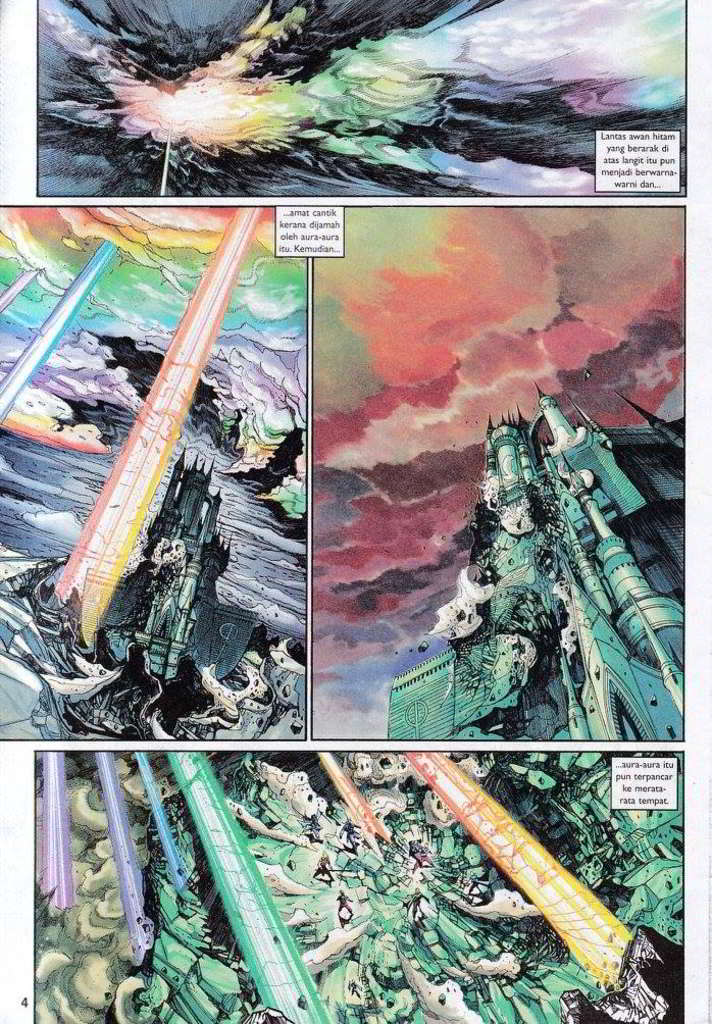 Lantas awan hitam
yang berarak di
atas langit itu pun
menjadi berwarna-
warni dan...
...amat cantik
kerana dijamah
oleh aura-aura
itu. Kemudian...
...aura-aura itu
pun terpancar
ke merata-
rata tempat.
4